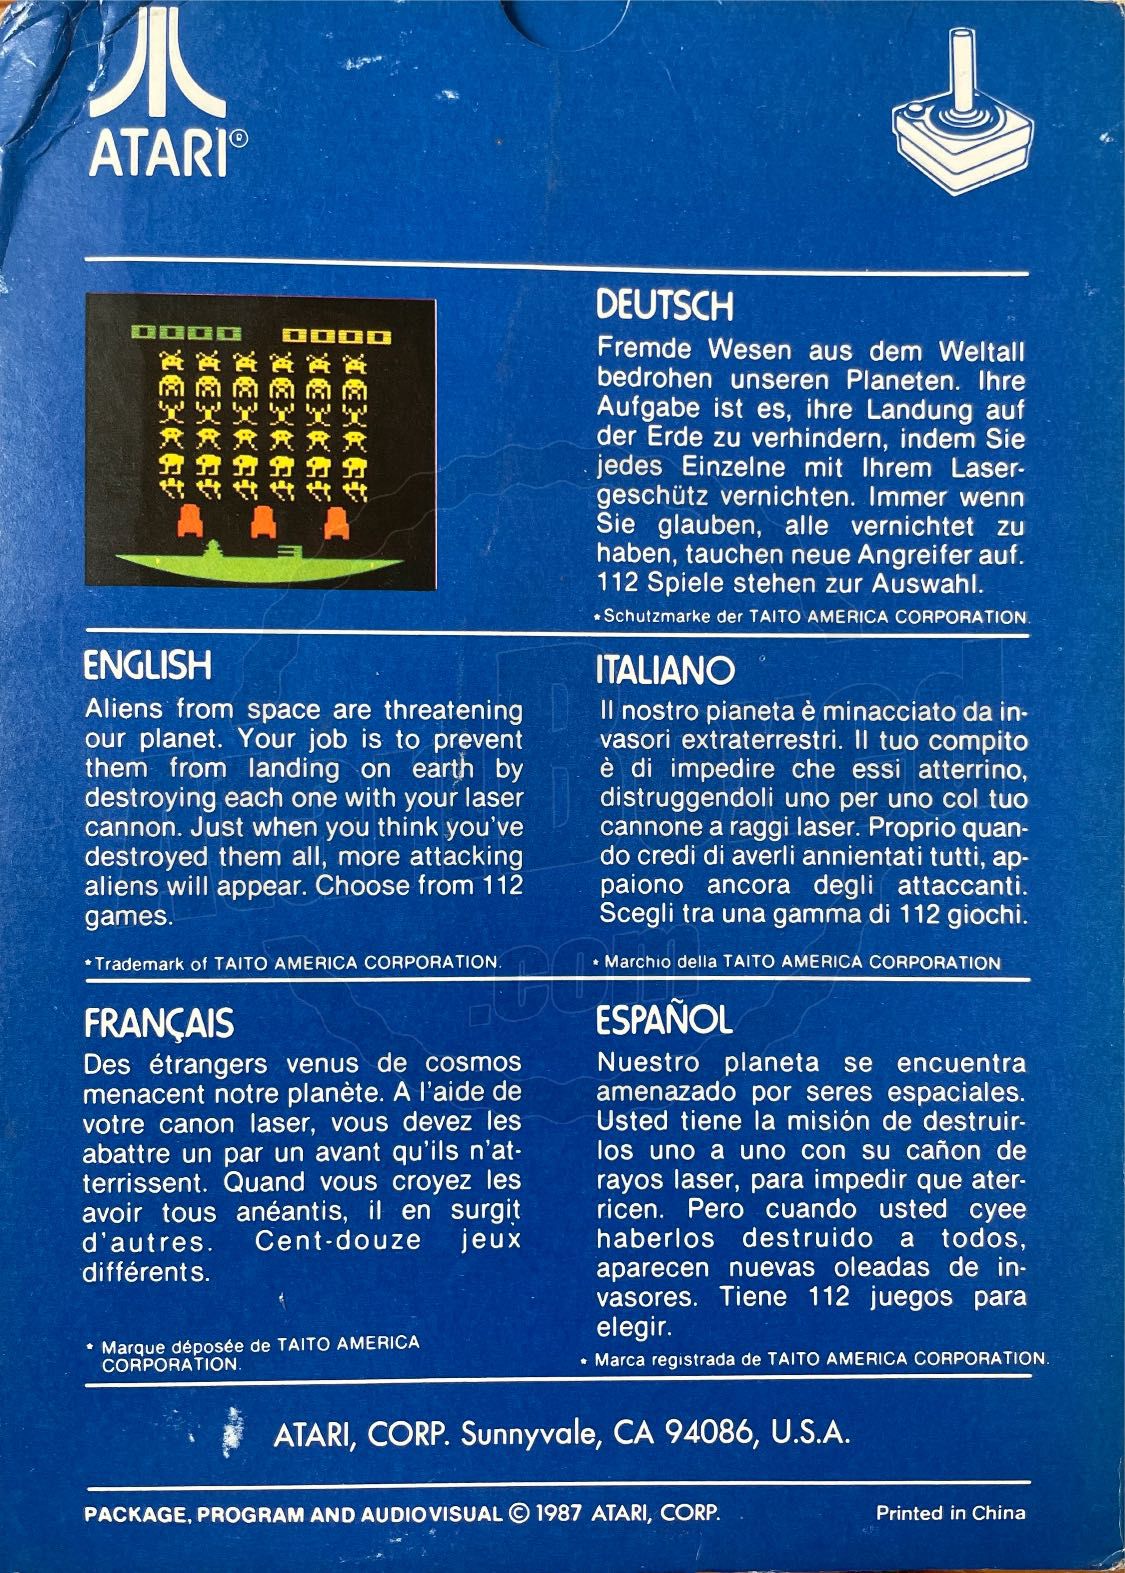 ATARI®
0000 0000
DEUTSCH
Fremde Wesen aus dem Weltall
bedrohen unseren Planeten. Ihre
Aufgabe ist es, ihre Landung auf
der Erde zu verhindern, indem Sie
jedes Einzelne mit Ihrem Laser-
geschütz vernichten. Immer wenn
Sie glauben, alle vernichtet zu
haben, tauchen neue Angreifer auf.
112 Spiele stehen zur Auswahl.
*Schutzmarke der TAITO AMERICA CORPORATION.
ENGLISH
Aliens from space are threatening
our planet. Your job is to prevent
them from landing on earth by
destroying each one with your laser
cannon. Just when you think you've
destroyed them all, more attacking
aliens will appear. Choose from 112
games.
*Trademark of TAITO AMERICA CORPORATION.
ITALIANO
Il nostro pianeta è minacciato da in-
vasori extraterrestri. Il tuo compito
è di impedire che essi atterrino,
distruggendoli uno per uno col tuo
cannone a raggi laser. Proprio quan-
do credi di averli annientati tutti, ap-
paiono ancora degli attaccanti.
Scegli tra una gamma di 112 giochi.
* Marchio della TAITO AMERICA CORPORATION
FRANÇAIS
Des étrangers venus de cosmos
menacent notre planète. A l'aide de
votre canon laser, vous devez les
abattre un par un avant qu'ils n'at-
terrissent. Quand vous croyez les
avoir tous anéantis, il en surgit
d'autres. Cent-douze jeux
différents.
* Marque déposée de TAITO AMERICA
CORPORATION.
ESPAÑOL
Nuestro planeta se encuentra
amenazado por seres espaciales.
Usted tiene la misión de destruir-
los uno a uno con su cañon de
rayos laser, para impedir que ater-
ricen. Pero cuando usted cyee
haberlos destruido a todos,
aparecen nuevas oleadas de in-
vasores. Tiene 112 juegos para
elegir.
* Marca registrada de TAITO AMERICA CORPORATION.
ATARI, CORP. Sunnyvale, CA 94086, U.S.A.
PACKAGE, PROGRAM AND AUDIOVISUAL © 1987 ATARI, CORP.
Printed in China